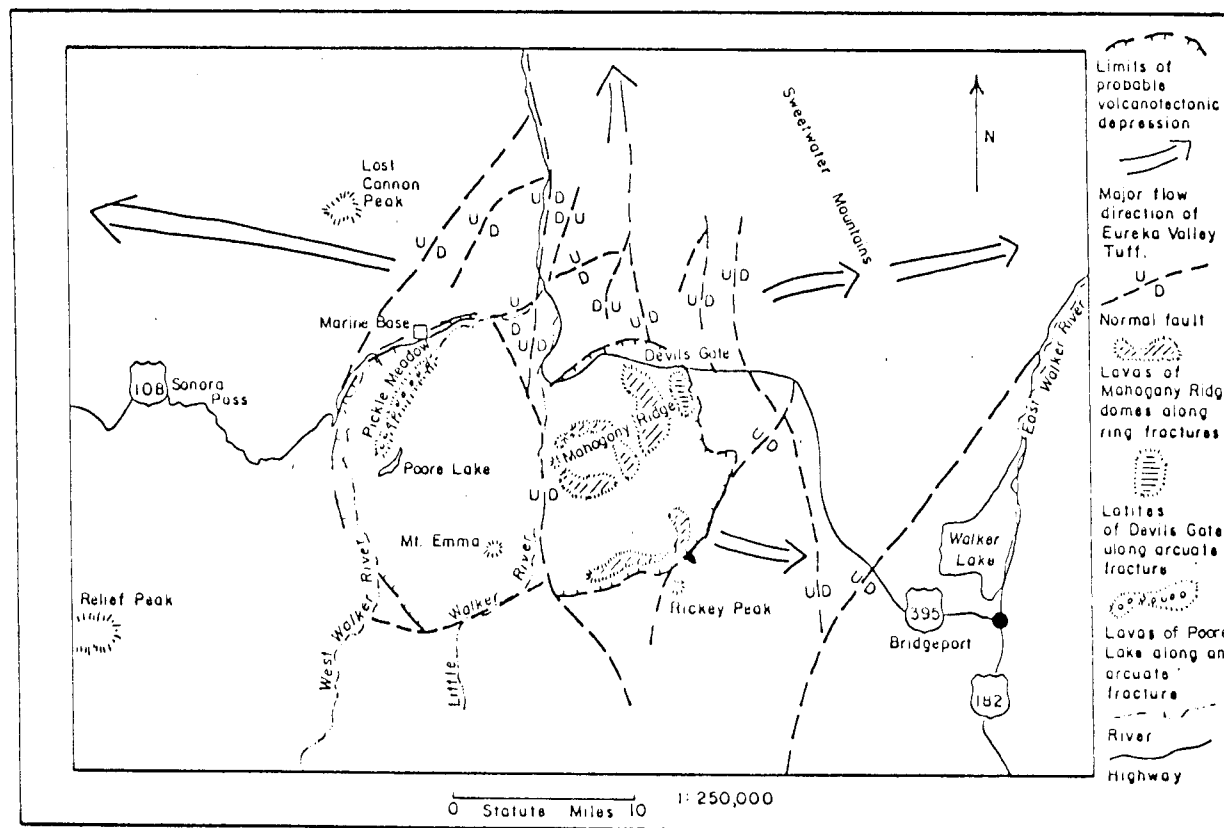 Lost
Cannon
Peak
Sweetwater Mountains
N
U D
U D
U D
D U
U
D
U
D
D U
U D
U D
U D
U
D
U D
Marine Base
Devils Gate
108
Sonora
Pass
Pickle Meadow
Mahogany Ridge
Poore Lake
U D
U D
East Walker River
Mt. Emma
River
Walker
Little
Walker
Lake
Relief Peak
West Walker River
Rickey Peak
U D
U D
395
Bridgeport
182
0 Statute Miles 10
1:250,000
Limits of
probable
volcanotectonic
depression
Major flow
direction of
Eureka Valley
Tuff.
U
D
Normal fault
Lavas of
Mahogany Ridg
domes along
ring fractures
Latites
of Devils Gate
along arcuate
fracture
Lavas of Poore
Lake along an
arcuate
fracture
River
Highway